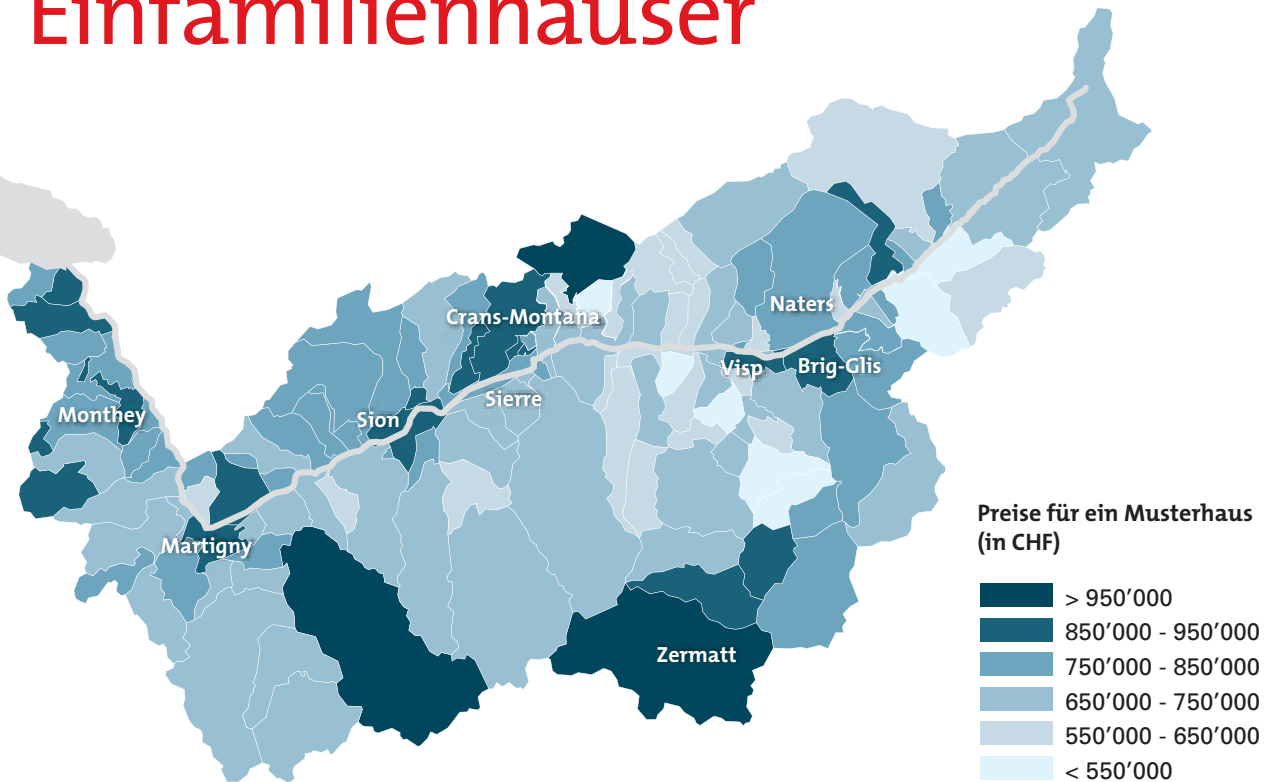 Einfamilienhäuser
Crans-Montana
Naters
Visp
Brig-Glis
Monthey
Sion
Sierre
Martigny
Zermatt
Preise für ein Musterhaus
(in CHF)
> 950’000
850’000 - 950’000
750’000 - 850’000
650’000 - 750’000
550’000 - 650’000
< 550’000